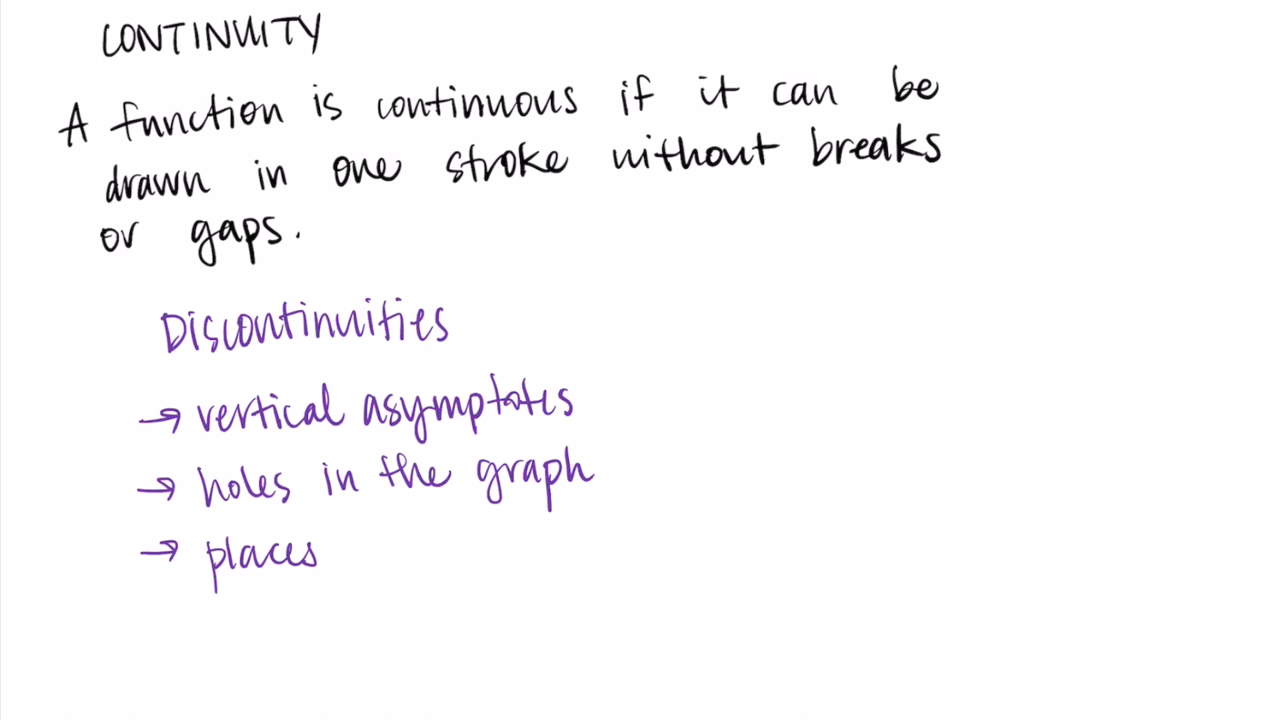 CONTINUITY
A function is continuous if it can be
drawn in one stroke without breaks
or gaps.
Discontinuities
→ vertical asymptotes
→ holes in the graph
→ places